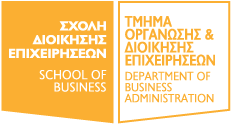 ΣΧΟΛΗ
ΔΙΟΙΚΗΣΗΣ
ΕΠΙΧΕΙΡΗΣΕΩΝ
SCHOOL OF
BUSINESS
ΤΜΗΜΑ
ΟΡΓΑΝΩΣΗΣ &
ΔΙΟΙΚΗΣΗΣ
ΕΠΙΧΕΙΡΗΣΕΩΝ
DEPARTMENT OF
BUSINESS
ADMINISTRATION